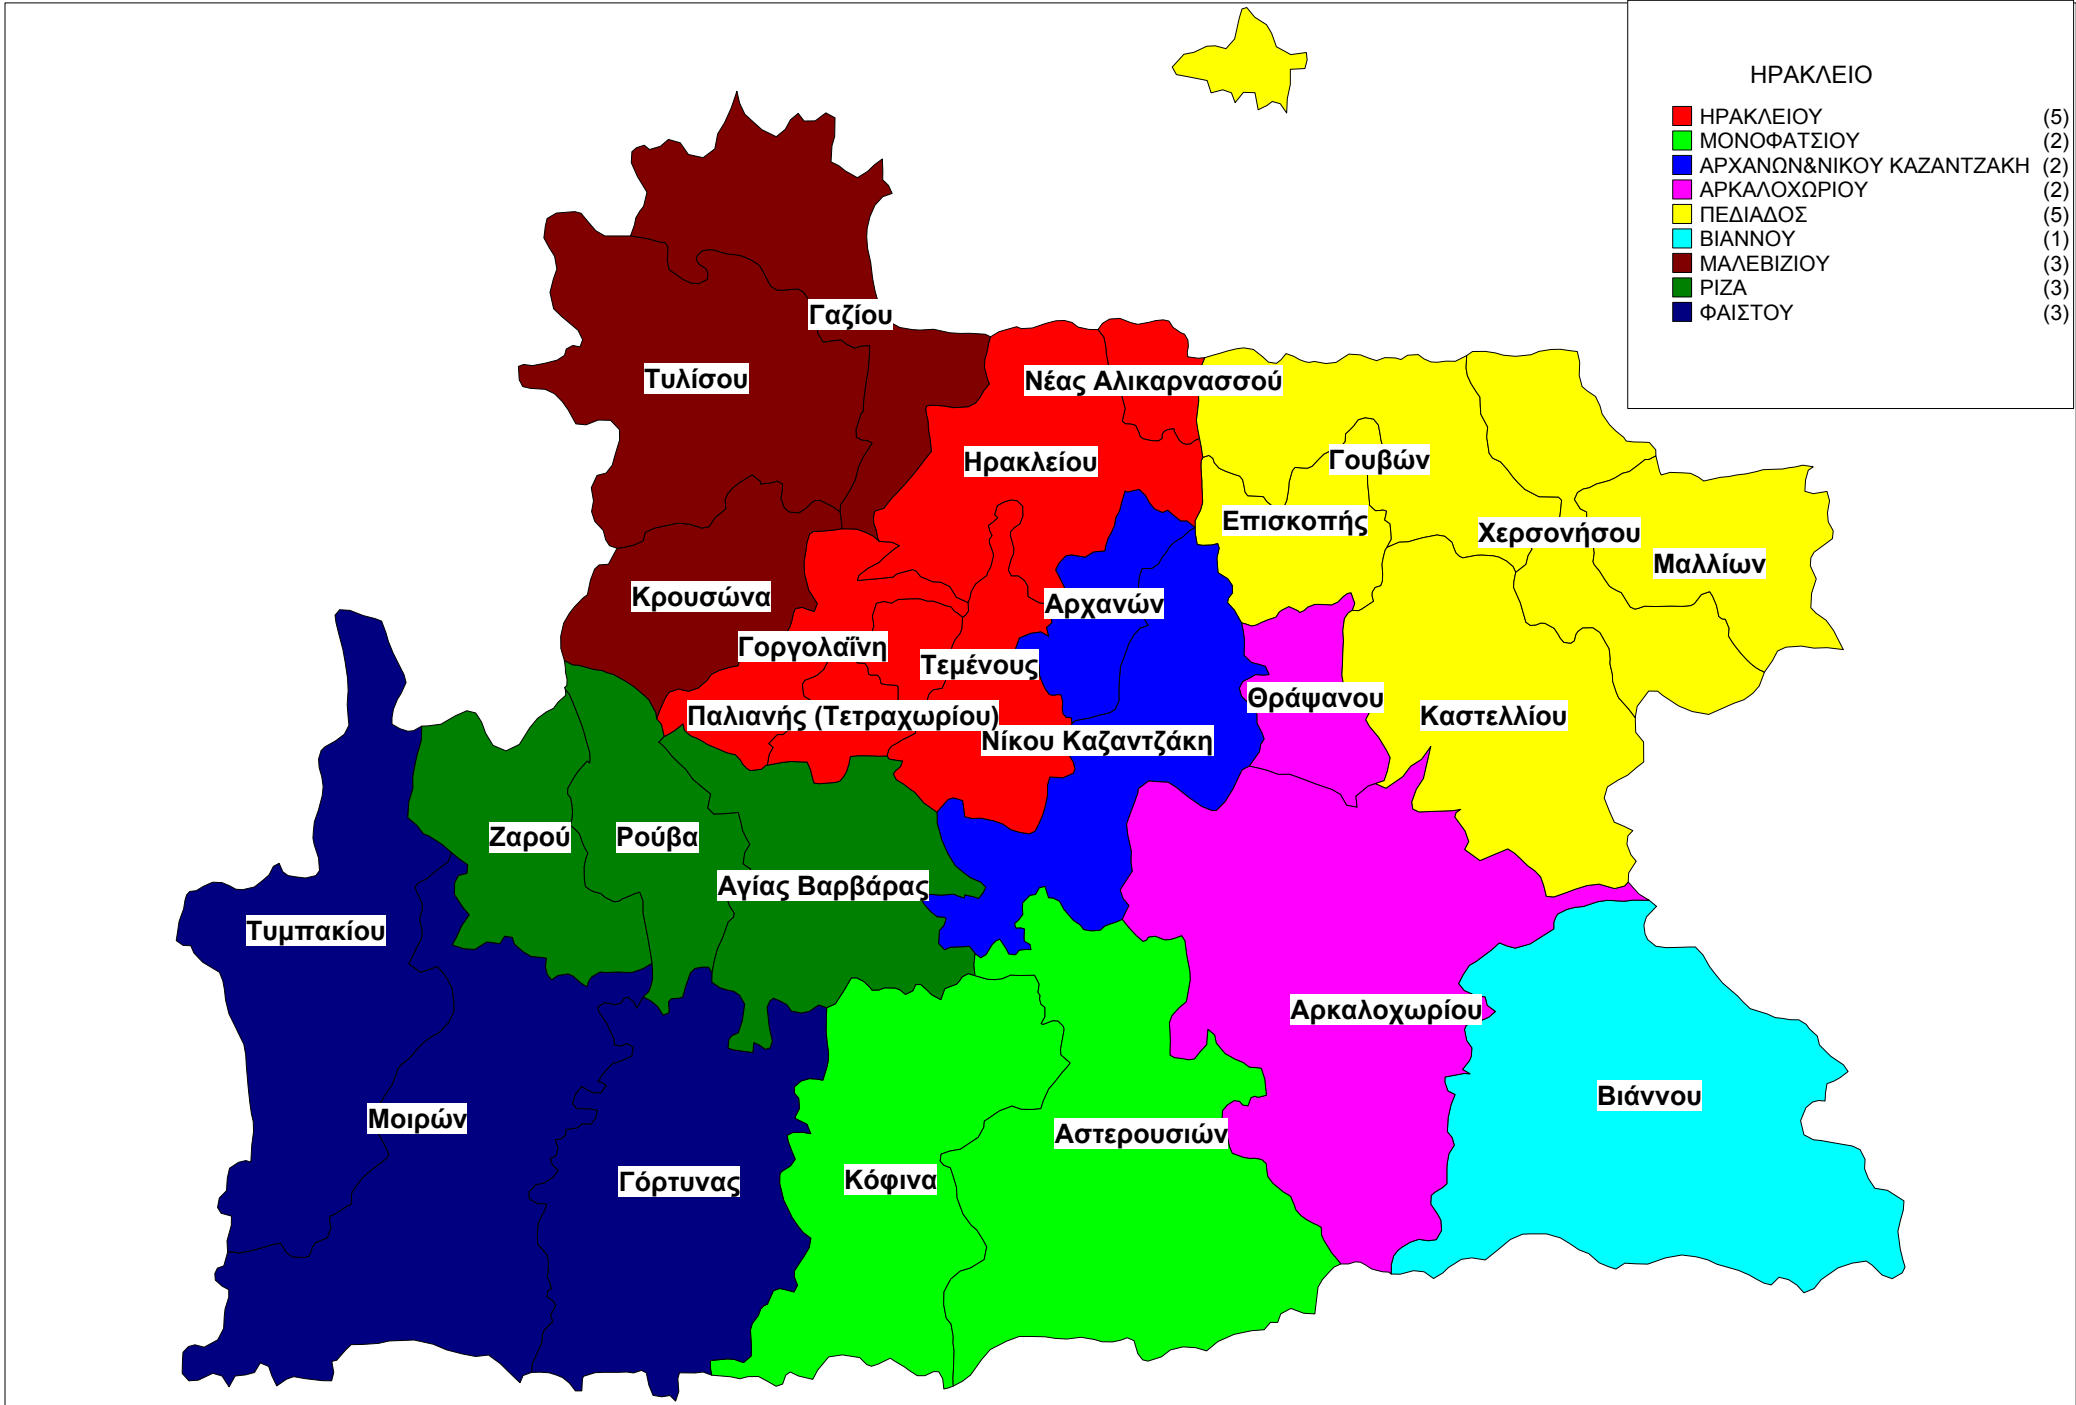 ΗΡΑΚΛΕΙΟ
ΗΡΑΚΛΕΙΟΥ (5)
ΜΟΝΟΦΑΤΣΙΟΥ (2)
ΑΡΧΑΝΩΝ&ΝΙΚΟΥ ΚΑΖΑΝΤΖΑΚΗ (2)
ΑΡΚΑΛΟΧΩΡΙΟΥ (2)
ΠΕΔΙΑΔΟΣ (5)
ΒΙΑΝΝΟΥ (1)
ΜΑΛΕΒΙΖΙΟΥ (3)
ΡΙΖΑ (3)
ΦΑΙΣΤΟΥ (3)
Γαζίου
Τυλίσου
Νέας Αλικαρνασσού
Ηρακλείου
Γουβών
Επισκοπής
Χερσονήσου
Μαλλίων
Κρουσώνα
Αρχανών
Γοργολαΐνη
Τεμένους
Θράψανου
Παλιανής (Τετραχωρίου)
Καστελλίου
Νίκου Καζαντζάκη
Ζαρού
Ρούβα
Αγίας Βαρβάρας
Τυμπακίου
Αρκαλοχωρίου
Βιάννου
Μοιρών
Αστερουσιών
Γόρτυνας
Κόφινα